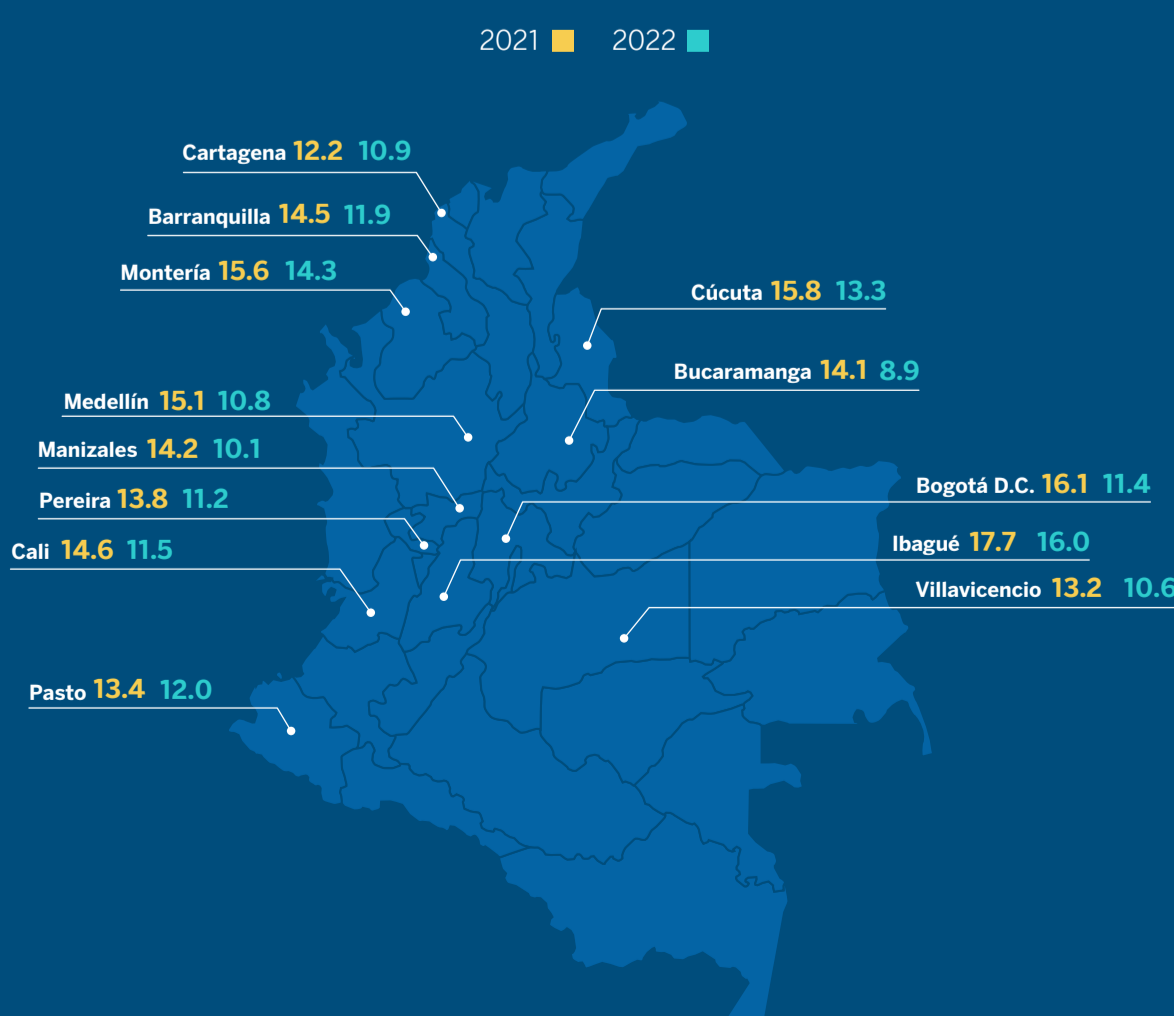 2021 2022
Cartagena 12.2 10.9
Barranquilla 14.5 11.9
Montería 15.6 14.3
Cúcuta 15.8 13.3
Bucaramanga 14.1 8.9
Medellín 15.1 10.8
Manizales 14.2 10.1
Pereira 13.8 11.2
Cali 14.6 11.5
Bogotá D.C. 16.1 11.4
Ibagué 17.7 16.0
Villavicencio 13.2 10.6
Pasto 13.4 12.0